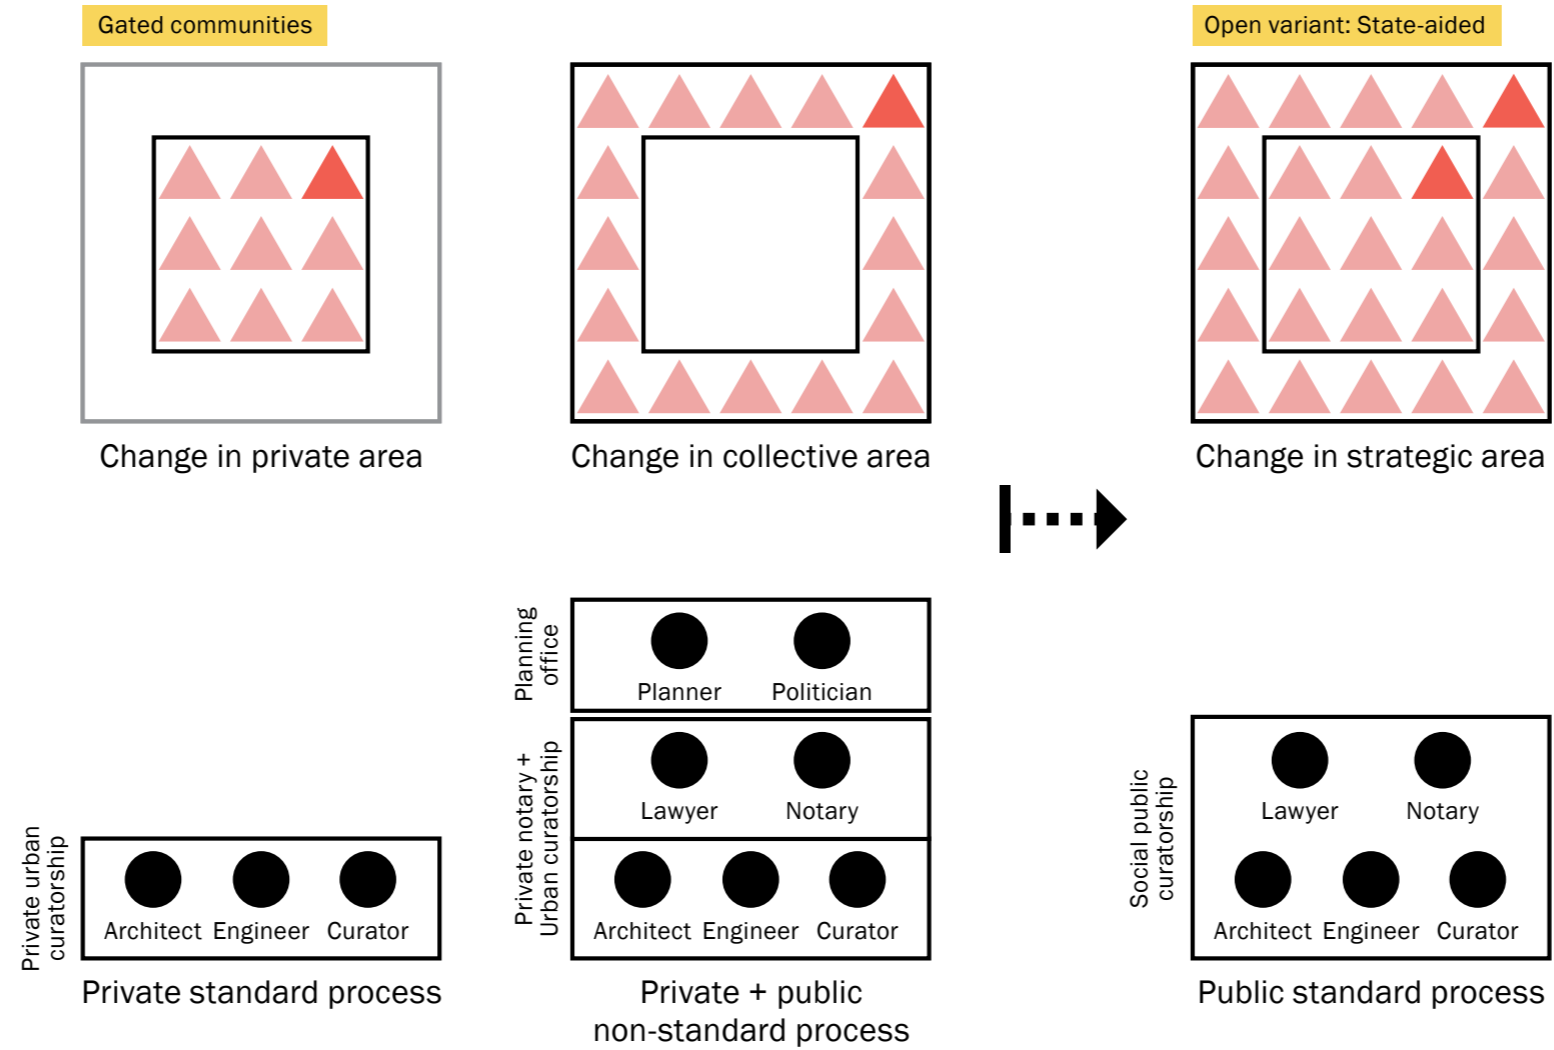 Gated communities
Open variant: State-aided
Change in private area
Change in collective area
Change in strategic area
Planning
office
Planner
Politician
Private notary +
Urban curatorship
Lawyer
Notary
Architect
Engineer
Curator
Private urban
curatorship
Architect
Engineer
Curator
Social public
curatorship
Lawyer
Notary
Architect
Engineer
Curator
Private standard process
Private + public
non-standard process
Public standard process